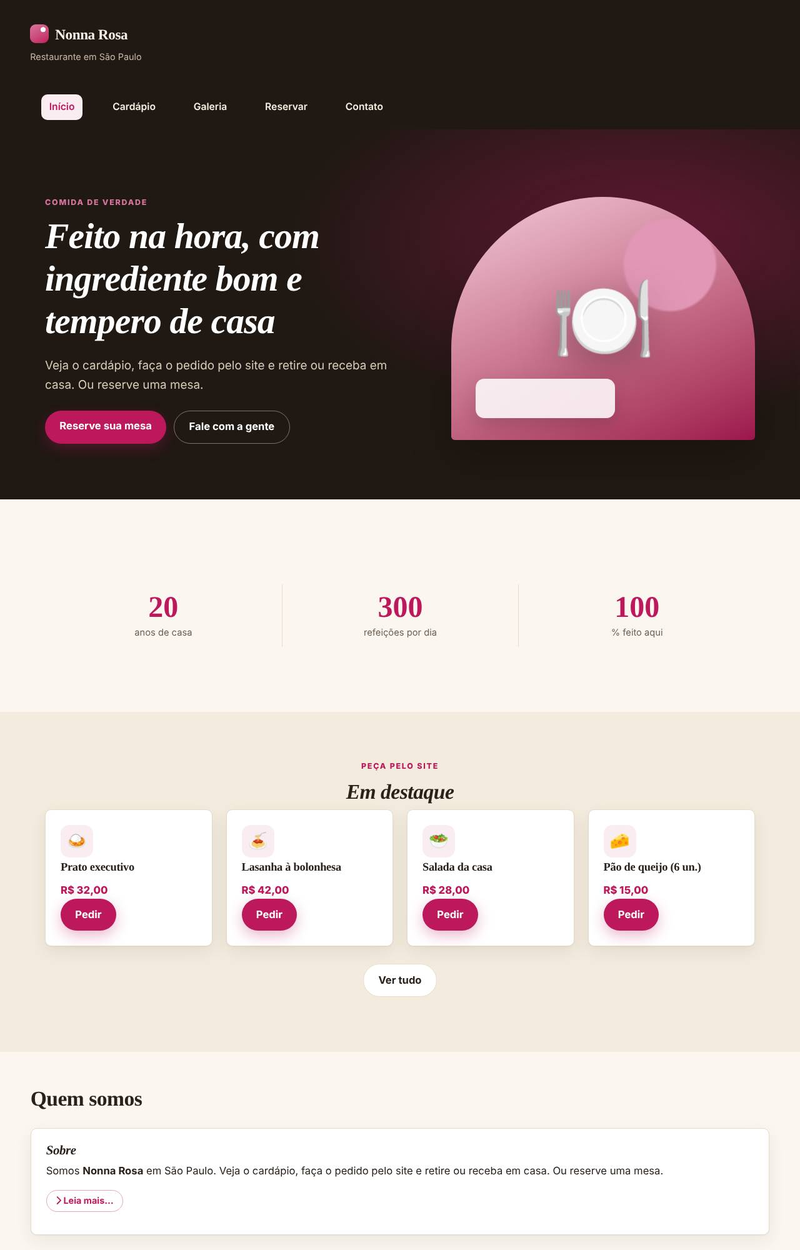 Nonna Rosa
Restaurante em São Paulo
Início
Cardápio
Galeria
Reservar
Contato
COMIDA DE VERDADE
Feito na hora, com
ingrediente bom e
tempero de casa
Veja o cardápio, faça o pedido pelo site e retire ou receba em
casa. Ou reserve uma mesa.
Reserve sua mesa
Fale com a gente
20
anos de casa
300
refeições por dia
100
% feito aqui
PEÇA PELO SITE
Em destaque
Prato executivo
R$ 32,00
Pedir
Lasanha à bolonhesa
R$ 42,00
Pedir
Salada da casa
R$ 28,00
Pedir
Pão de queijo (6 un.)
R$ 15,00
Pedir
Ver tudo
Quem somos
Sobre
Somos Nonna Rosa em São Paulo. Veja o cardápio, faça o pedido pelo site e retire ou receba em casa. Ou reserve uma mesa.
Leia mais...